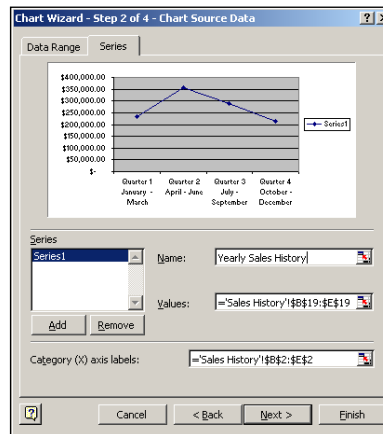 Chart Wizard - Step 2 of 4 - Chart Source Data
Data Range
Series
$400,000.00
$350,000.00
$300,000.00
$250,000.00
$200,000.00
$150,000.00
$100,000.00
$50,000.00
$-
Quarter 1 January - March
Quarter 2 April - June
Quarter 3 July - September
Quarter 4 October - December
Series1
Series
Series1
Name:
Yearly Sales History
Values:
='Sales History'!$B$19:$E$19
Add
Remove
Category (X) axis labels:
='Sales History'!$B$2:$E$2
Cancel
< Back
Next >
Finish